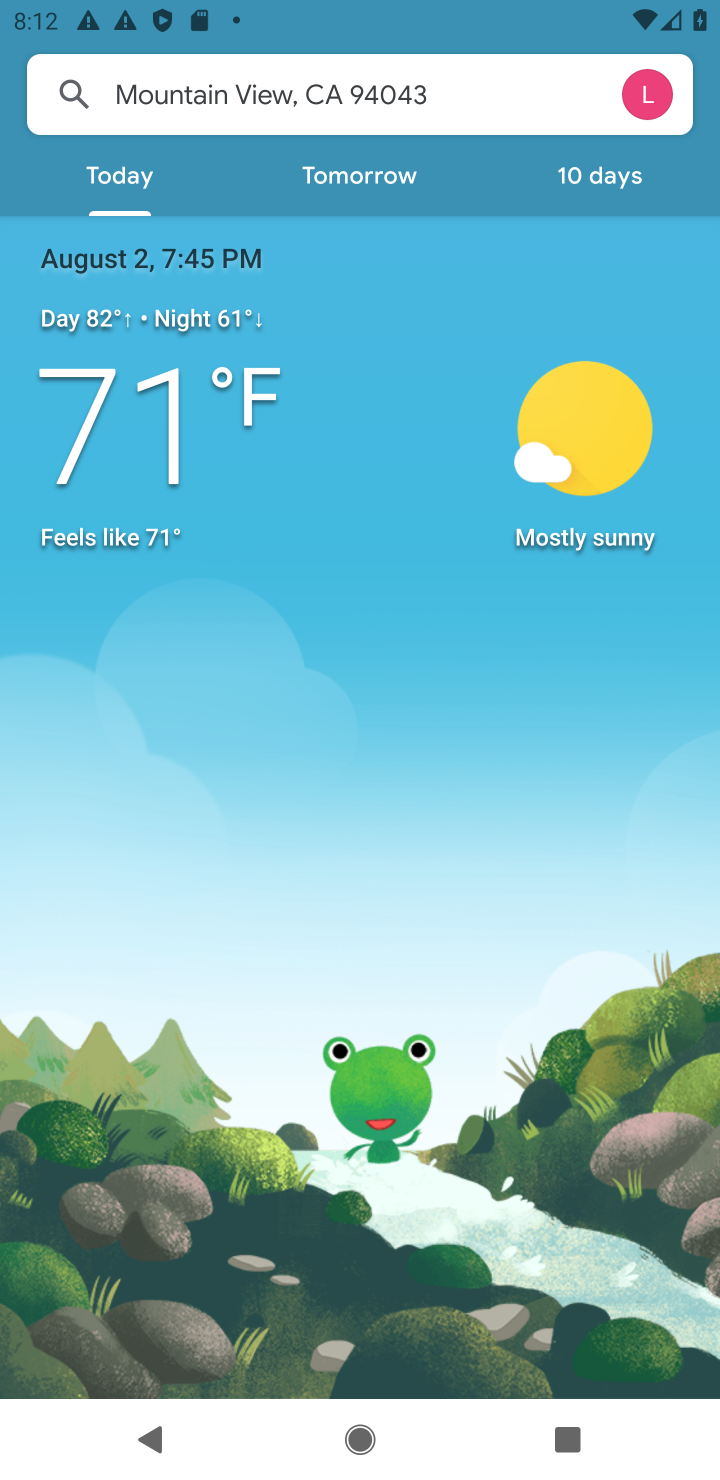 8:12
Mountain View, CA 94043
L
Today
Tomorrow
10 days
August 2, 7:45 PM
Day 82°↑ • Night 61°↓
71°F
Feels like 71°
Mostly sunny